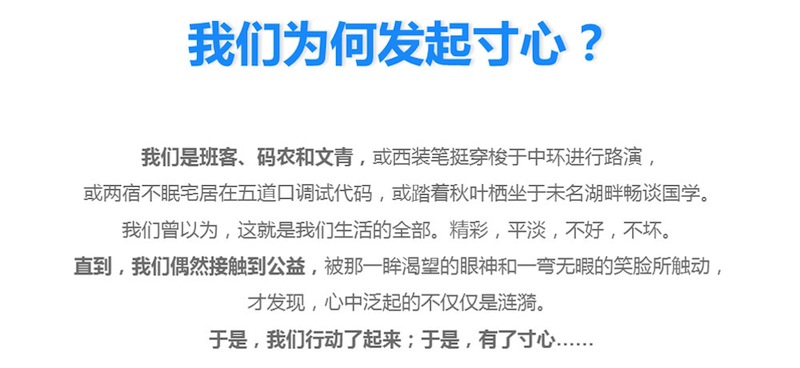 我们为何发起寸心？
我们是班客、码农和文青，或西装笔挺穿梭于中环进行路演，
或两宿不眠宅居在五道口调试代码，或踏着秋叶栖坐于未名湖畔畅谈国学。
我们曾以为，这就是我们生活的全部。精彩，平淡，不好，不坏。
直到，我们偶然接触到公益，被那一眸渴望的眼神和一弯无暇的笑脸所触动，
才发现，心中泛起的不仅仅是涟漪。
于是，我们行动了起来；于是，有了寸心……